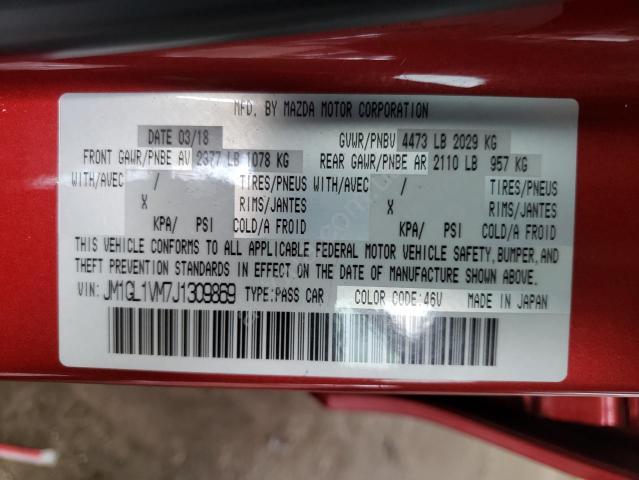 MFD. BY MAZDA MOTOR CORPORATION
DATE 03/18 GVWR/PNBV 4473 LB 2029 KG
FRONT GAWR/PNBE AV 2377 LB 1078 KG REAR GAWR/PNBE AR 2110 LB 957 KG
WITH/AVEC / TIRES/PNEUS WITH/AVEC / TIRES/PNEUS
X RIMS/JANTES X RIMS/JANTES
KPA/ PSI COLD/A FROID KPA/ PSI COLD/A FROID
THIS VEHICLE CONFORMS TO ALL APPLICABLE FEDERAL MOTOR VEHICLE SAFETY, BUMPER, AND
THEFT PREVENTION STANDARDS IN EFFECT ON THE DATE OF MANUFACTURE SHOWN ABOVE.
VIN: JM1GL1VM7J1309869 TYPE:PASS CAR COLOR CODE:46V MADE IN JAPAN